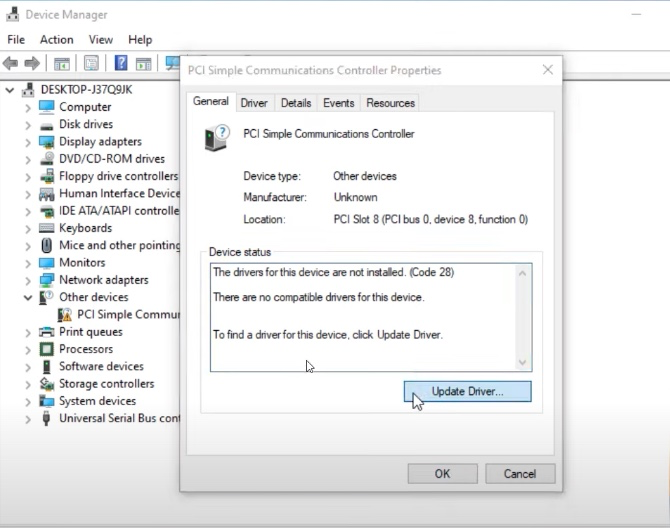 Device Manager
File Action View Help
DESKTOP-J37Q9JK
Computer
Disk drives
Display adapters
DVD/CD-ROM drives
Floppy drive controllers
Human Interface Device
IDE ATA/ATAPI controlle
Keyboards
Mice and other pointing
Monitors
Network adapters
Other devices
PCI Simple Commun
Print queues
Processors
Software devices
Storage controllers
System devices
Universal Serial Bus cont
PCI Simple Communications Controller Properties
General Driver Details Events Resources
PCI Simple Communications Controller
Device type: Other devices
Manufacturer: Unknown
Location: PCI Slot 8 (PCI bus 0, device 8, function 0)
Device status
The drivers for this device are not installed. (Code 28)
There are no compatible drivers for this device.
To find a driver for this device, click Update Driver.
Update Driver...
OK Cancel